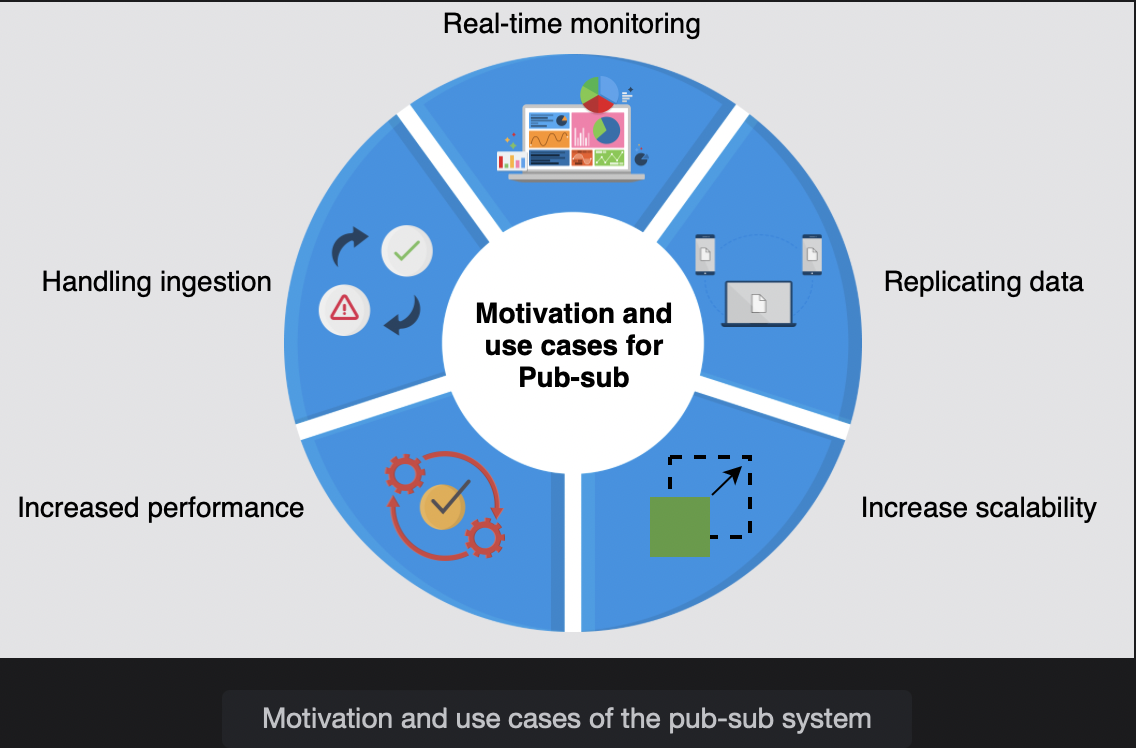 Real-time monitoring
Handling ingestion
Replicating data
Motivation and
use cases for
Pub-sub
Increased performance
Increase scalability
Motivation and use cases of the pub-sub system